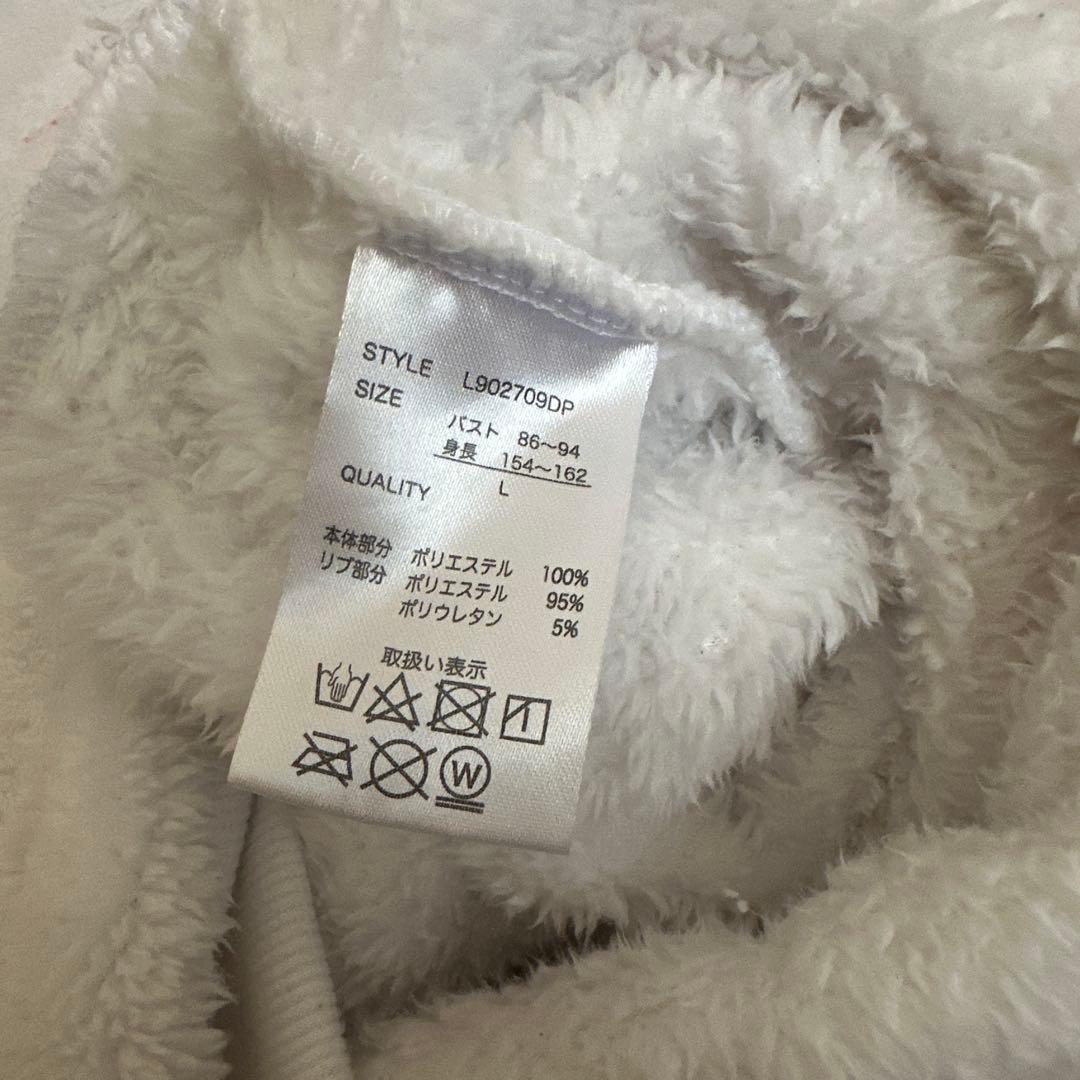 STYLE L902709DP
SIZE
バスト 86～94
身長 154～162
L
QUALITY
本体部分 ポリエステル 100%
リブ部分 ポリエステル 95%
ポリウレタン 5%
取扱い表示
W